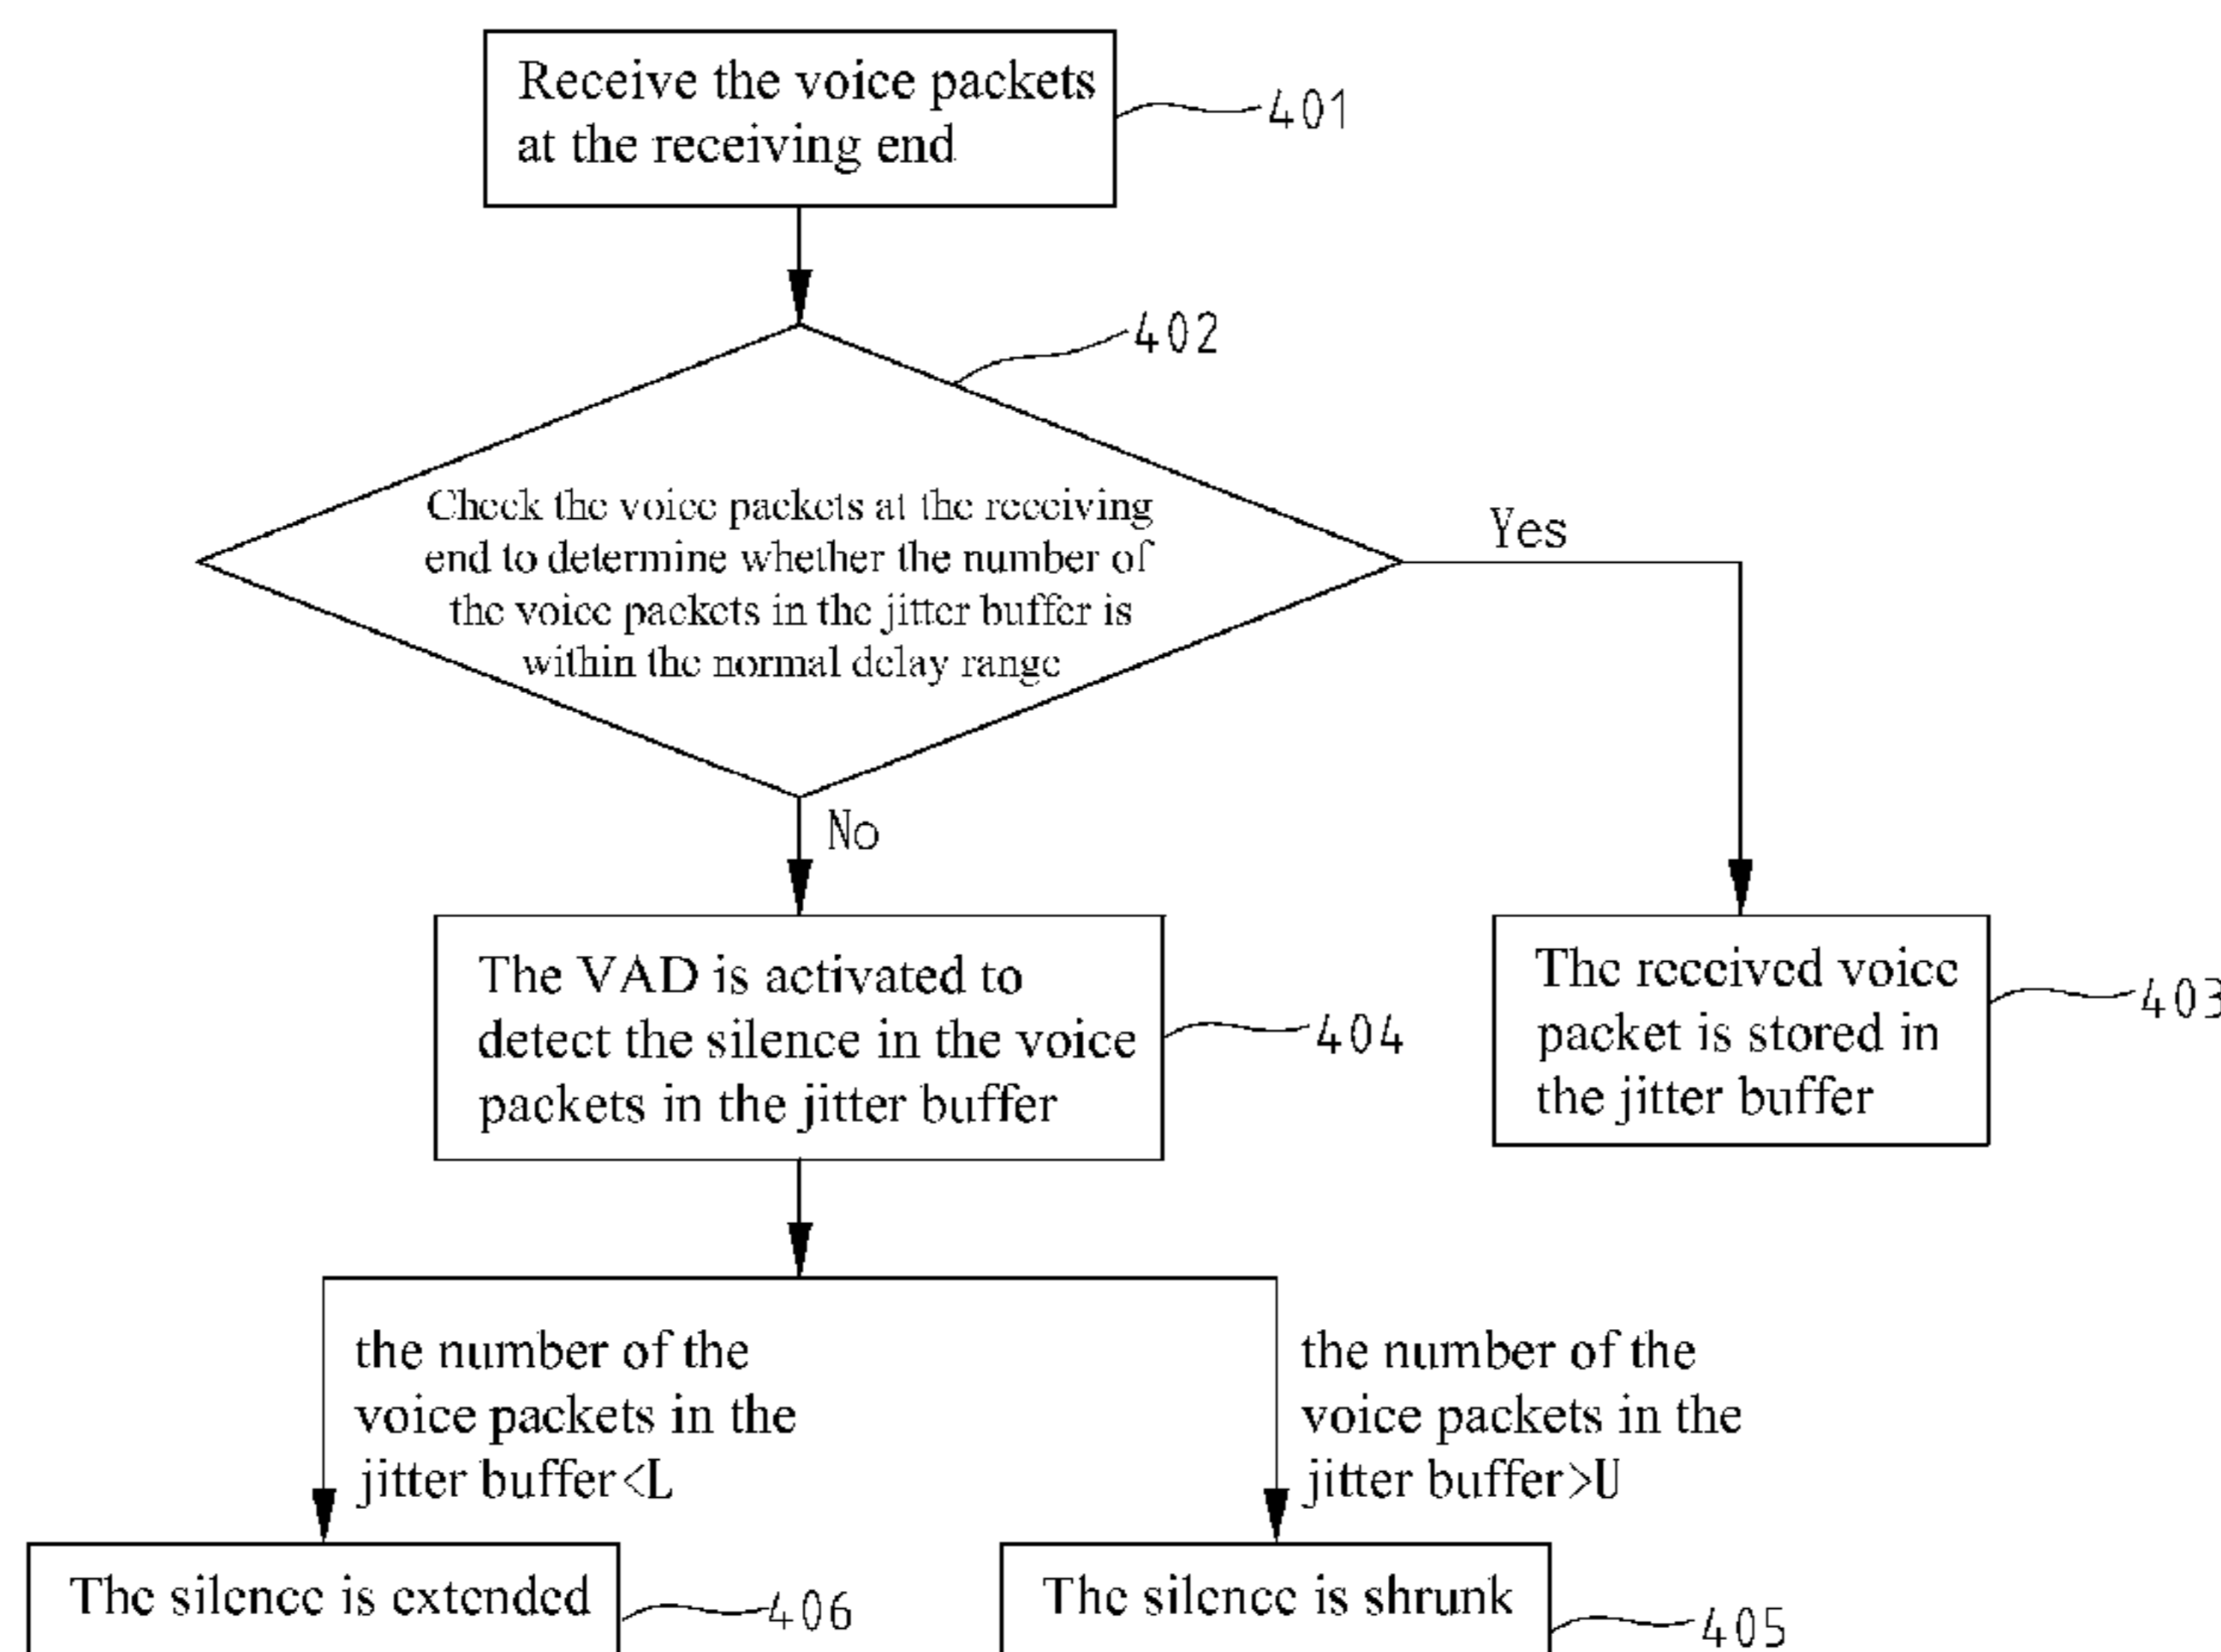 Receive the voice packets
at the receiving end
401
402
Check the voice packets at the receiving
end to determine whether the number of
the voice packets in the jitter buffer is
within the normal delay range
Yes
No
The VAD is activated to
detect the silence in the voice
packets in the jitter buffer
404
The received voice
packet is stored in
the jitter buffer
403
the number of the
voice packets in the
jitter buffer<L
the number of the
voice packets in the
jitter buffer>U
The silence is extended
406
The silence is shrunk
405